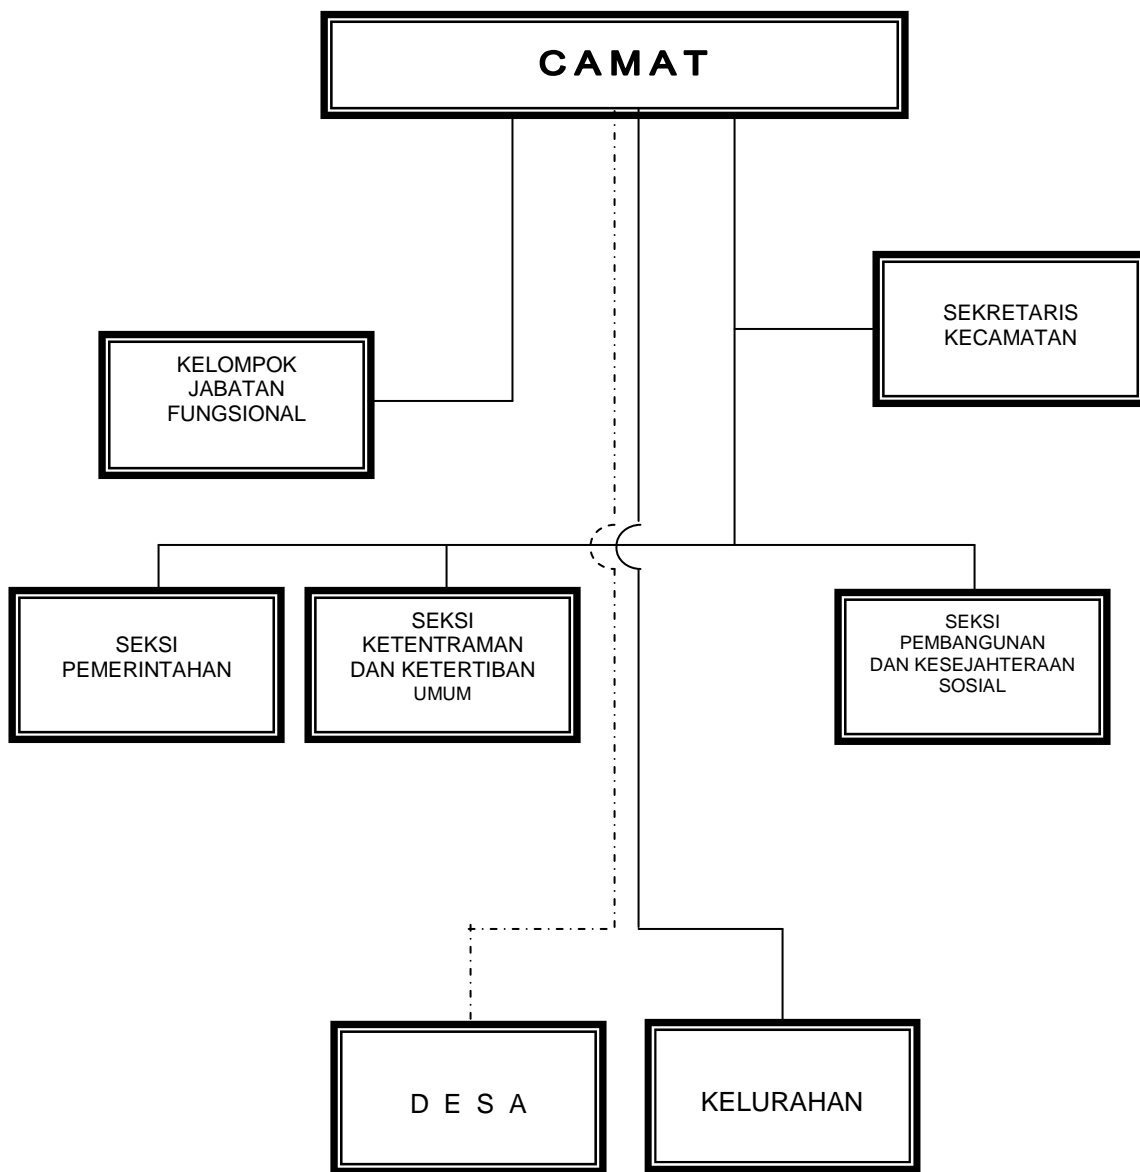 CAMAT
SEKRETARIS
KECAMATAN
KELOMPOK
JABATAN
FUNGSIONAL
SEKSI
PEMERINTAHAN
SEKSI
KETENTRAMAN
DAN KETERTIBAN
UMUM
SEKSI
PEMBANGUNAN
DAN KESEJAHTERAAN
SOSIAL
D E S A
KELURAHAN